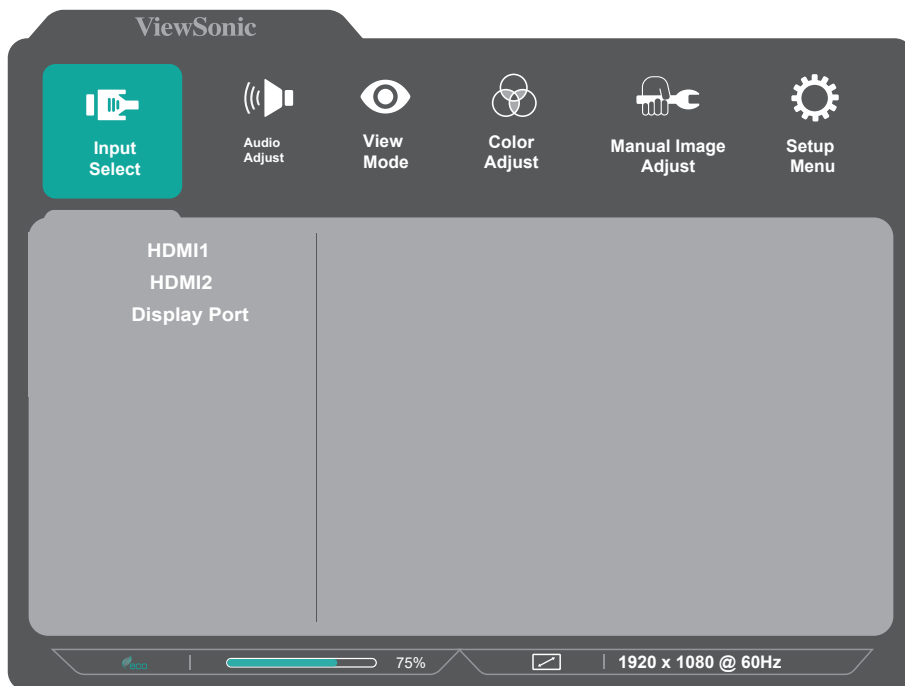 ViewSonic
Input
Select
Audio
Adjust
View
Mode
Color
Adjust
Manual Image
Adjust
Setup
Menu
HDMI1
HDMI2
Display Port
eco
75%
1920 x 1080 @ 60Hz